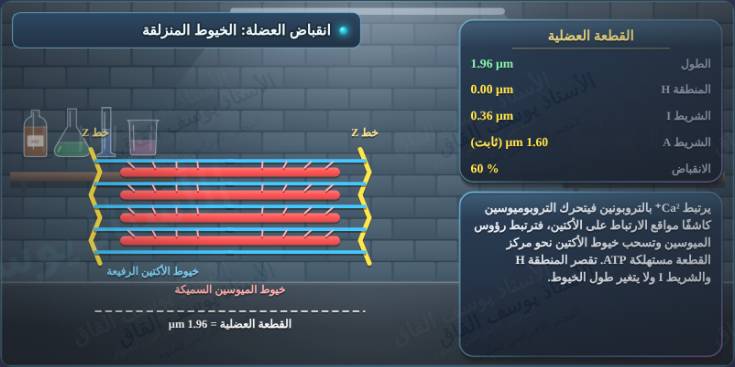 انقباض العضلة: الخيوط المنزلقة
القطعة العضلية
الطول 1.96 μm
المنطقة H 0.00 μm
الشريط I 0.36 μm
الشريط A 1.60 μm (ثابت)
الانقباض 60 %
يرتبط Ca²⁺ بالتروبونين فيتحرك التروبوميوسين
كاشفًا مواقع الارتباط على الأكتين، فترتبط رؤوس
الميوسين وتسحب خيوط الأكتين نحو مركز
القطعة مستهلكة ATP. تقصر المنطقة H
والشريط I ولا يتغير طول الخيوط.
خط Z
خط Z
خيوط الأكتين الرفيعة
خيوط الميوسين السميكة
القطعة العضلية = 1.96 μm
الأستاذ يوسف القاق